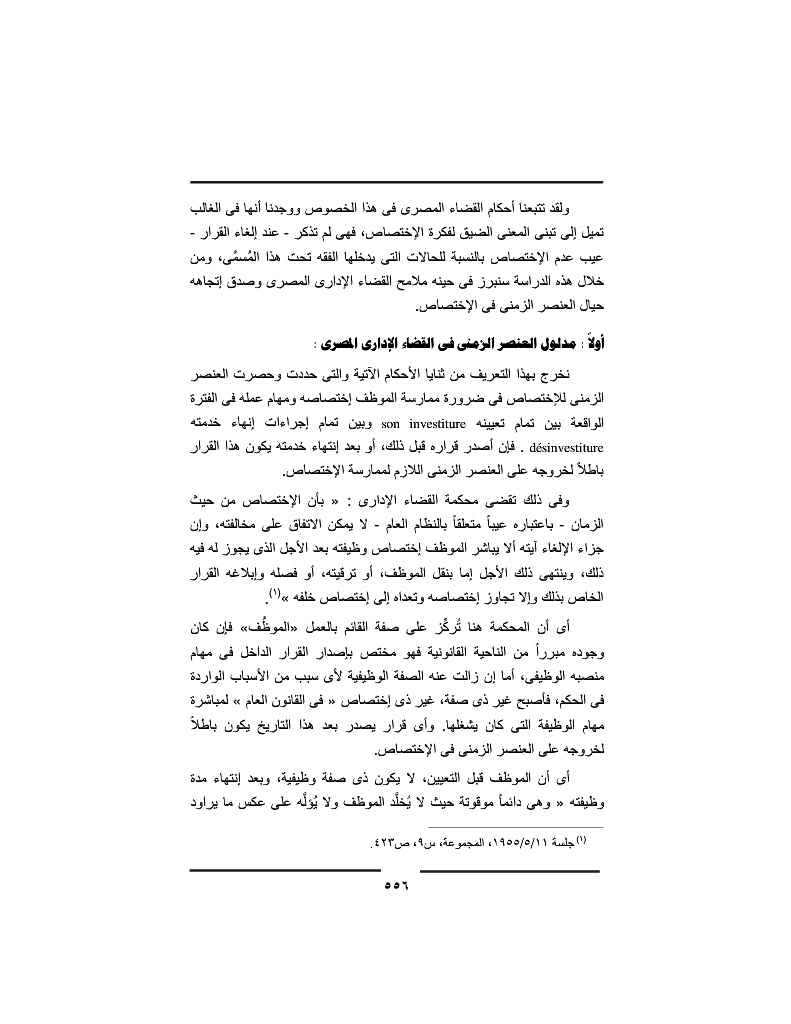 ولقد تتبعنا أحكام القضاء المصرى فى هذا الخصوص ووجدنا أنها فى الغالب
تميل إلى تبنى المعنى الضيق لفكرة الإختصاص، فهى لم تذكر - عند إلغاء القرار -
عيب عدم الإختصاص بالنسبة للحالات التى يدخلها الفقه تحت هذا المُسمَّى، ومن
خلال هذه الدراسة سنبرز فى حينه ملامح القضاء الإدارى المصرى وصدق إتجاهه
حيال العنصر الزمنى فى الإختصاص.
أولاً : مدلول العنصر الزمنى فى القضاء الإدارى المصرى :
نخرج بهذا التعريف من ثنايا الأحكام الآتية والتى حددت وحصرت العنصر
الزمنى للإختصاص فى ضرورة ممارسة الموظف إختصاصه ومهام عمله فى الفترة
الواقعة بين تمام تعيينه son investiture وبين تمام إجراءات إنهاء خدمته
désinvestiture . فإن أصدر قراره قبل ذلك، أو بعد إنتهاء خدمته يكون هذا القرار
باطلاً لخروجه على العنصر الزمنى اللازم لممارسة الإختصاص.
وفى ذلك تقضى محكمة القضاء الإدارى : « بأن الإختصاص من حيث
الزمان - باعتباره عيباً متعلقاً بالنظام العام - لا يمكن الاتفاق على مخالفته، وإن
جزاء الإلغاء آيته ألا يباشر الموظف إختصاص وظيفته بعد الأجل الذى يجوز له فيه
ذلك، وينتهى ذلك الأجل إما بنقل الموظف، أو ترقيته، أو فصله وإبلاغه القرار
الخاص بذلك وإلا تجاوز إختصاصه وتعداه إلى إختصاص خلفه »(١).
أى أن المحكمة هنا تُركِّز على صفة القائم بالعمل «الموظُف» فإن كان
وجوده مبرراً من الناحية القانونية فهو مختص بإصدار القرار الداخل فى مهام
منصبه الوظيفى، أما إن زالت عنه الصفة الوظيفية لأى سبب من الأسباب الواردة
فى الحكم، فأصبح غير ذى صفة، غير ذى إختصاص « فى القانون العام » لمباشرة
مهام الوظيفة التى كان يشغلها. وأى قرار يصدر بعد هذا التاريخ يكون باطلاً
لخروجه على العنصر الزمنى فى الإختصاص.
أى أن الموظف قبل التعيين، لا يكون ذى صفة وظيفية، وبعد إنتهاء مدة
وظيفته « وهى دائماً موقوتة حيث لا يُخلَّد الموظف ولا يُؤلَّه على عكس ما يراود
(١) جلسة ١٩٥٥/٥/١١، المجموعة، س٩، ص٤٢٣.
٥٥٦